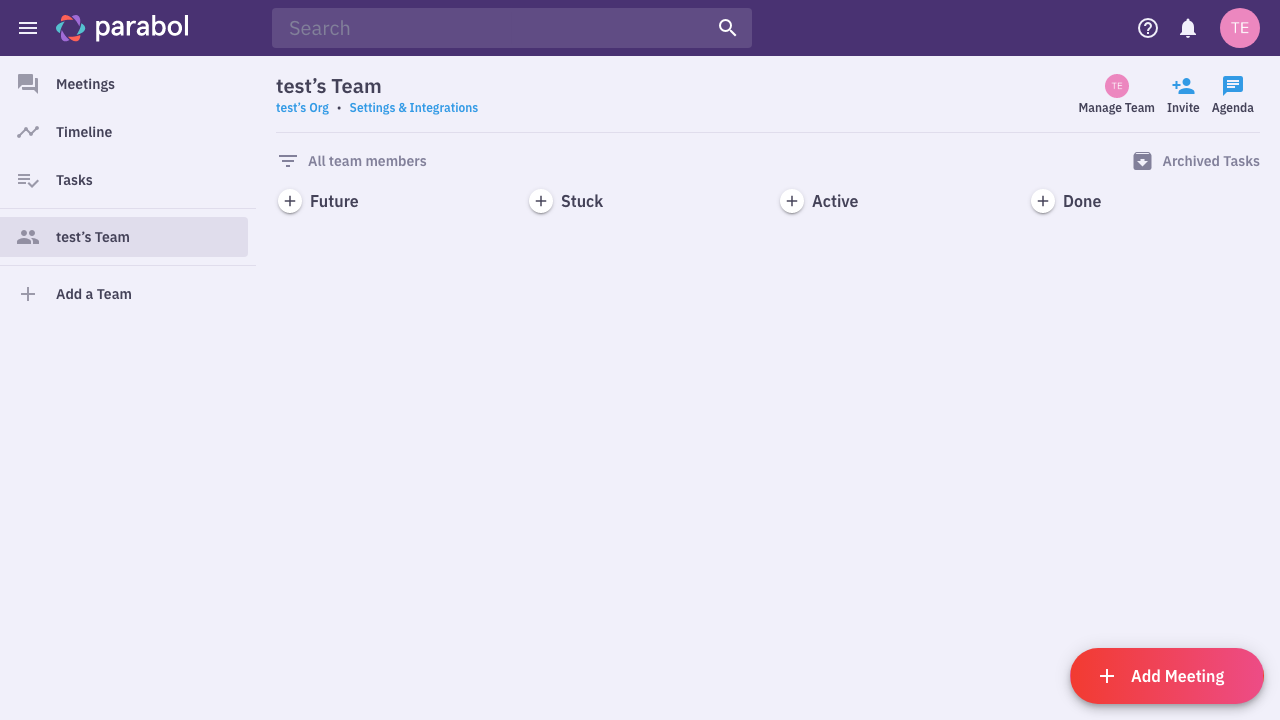 parabol
Search
TE
Meetings
Timeline
Tasks
test’s Team
Add a Team
test’s Team
test’s Org • Settings & Integrations
TE
Manage Team
Invite
Agenda
All team members
Archived Tasks
Future
Stuck
Active
Done
Add Meeting